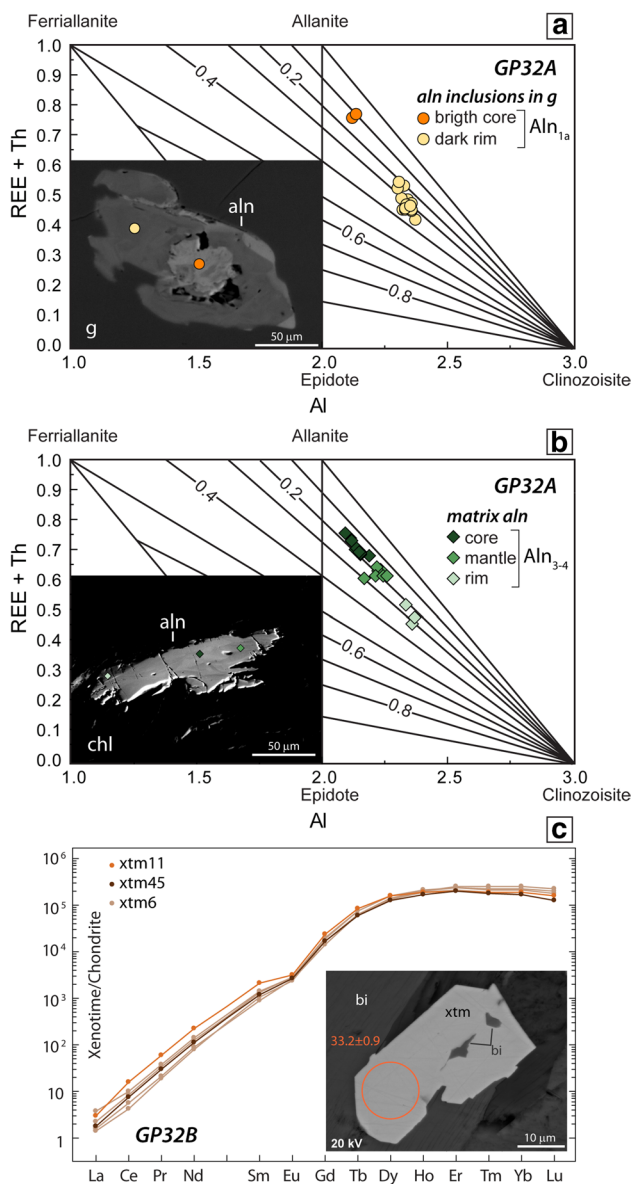 Ferriallanite Allanite a
1.0
0.9
0.8
0.7
0.6
0.5
0.4
0.3
0.2
0.1
0.0
REE + Th
0.4
0.2
0.6
0.8
GP32A
aln inclusions in g
brigth core
dark rim
Aln1a
aln
g
50 µm
1.0 1.5 2.0 2.5 3.0
Epidote Clinozoisite
Al
Ferriallanite Allanite b
1.0
0.9
0.8
0.7
0.6
0.5
0.4
0.3
0.2
0.1
0.0
REE + Th
0.4
0.2
0.6
0.8
GP32A
matrix aln
core
mantle
rim
Aln3-4
aln
chl
50 µm
1.0 1.5 2.0 2.5 3.0
Epidote Clinozoisite
Al
c
10^6
10^5
10^4
10^3
10^2
10
1
Xenotime/Chondrite
xtm11
xtm45
xtm6
GP32B
bi
xtm
bi
33.2±0.9
20 kV
10 µm
La Ce Pr Nd Sm Eu Gd Tb Dy Ho Er Tm Yb Lu